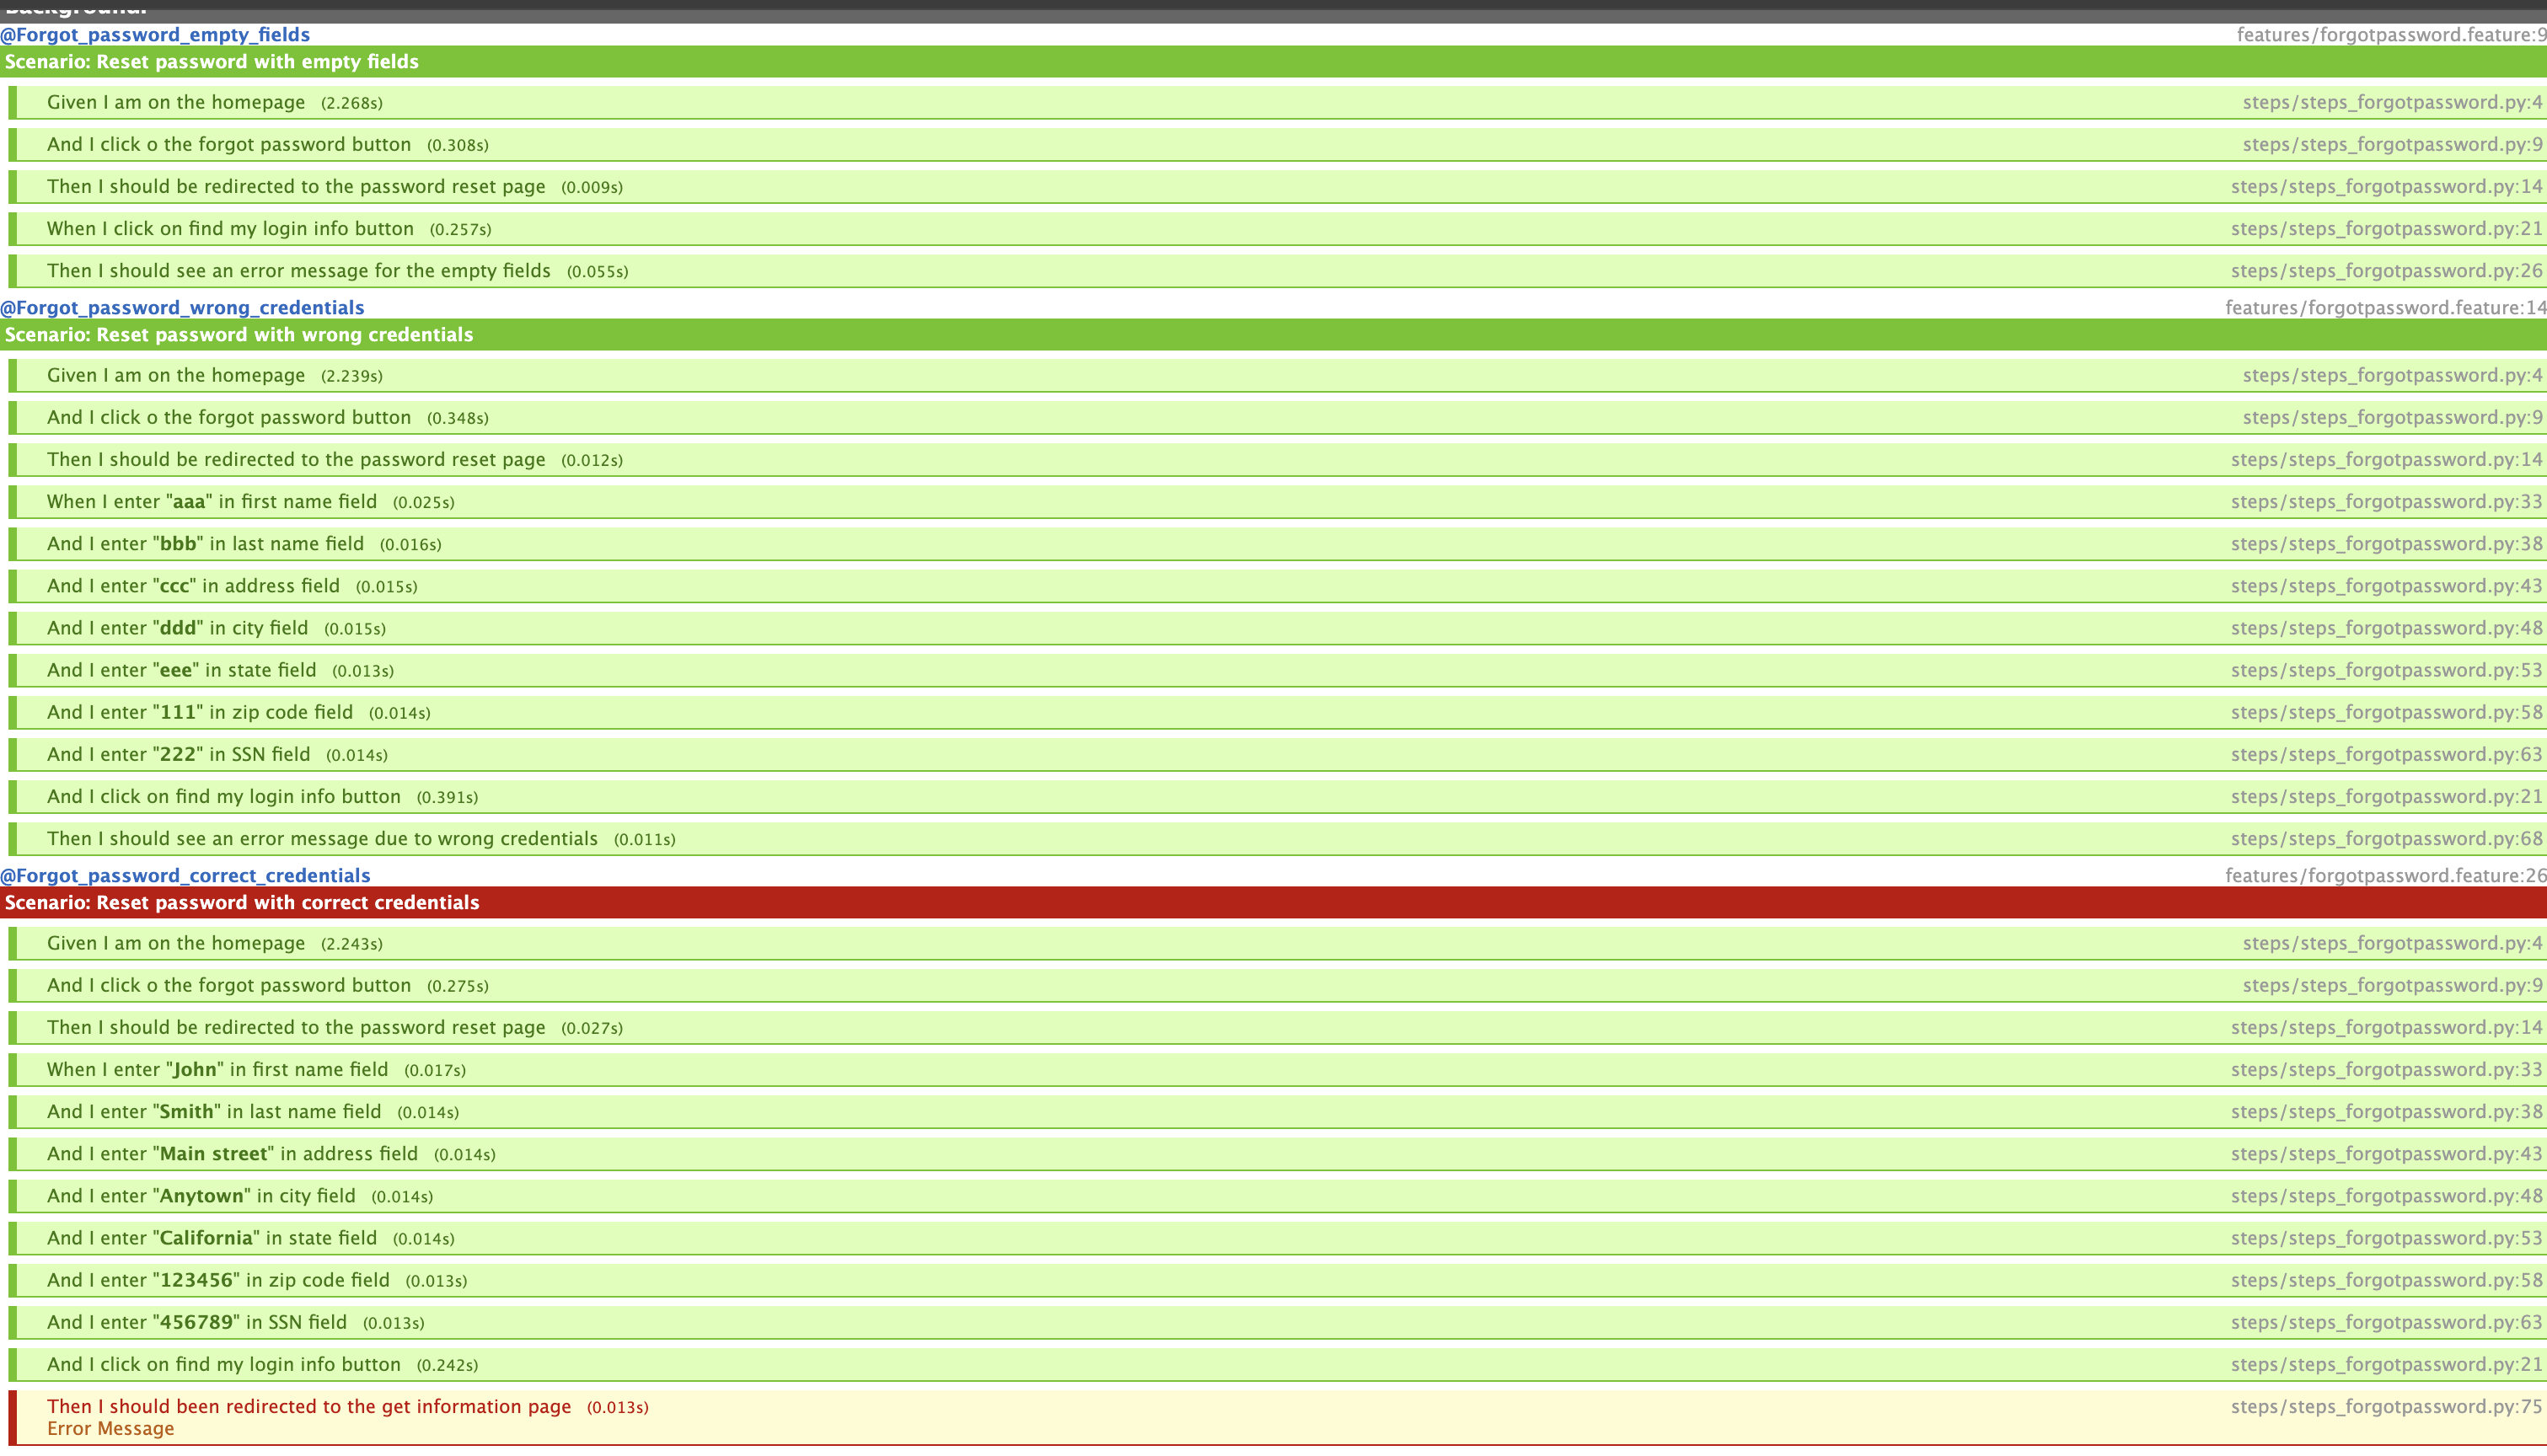 @Forgot_password_empty_fields features/forgotpassword.feature:9
Scenario: Reset password with empty fields
Given I am on the homepage (2.268s) steps/steps_forgotpassword.py:4
And I click o the forgot password button (0.308s) steps/steps_forgotpassword.py:9
Then I should be redirected to the password reset page (0.009s) steps/steps_forgotpassword.py:14
When I click on find my login info button (0.257s) steps/steps_forgotpassword.py:21
Then I should see an error message for the empty fields (0.055s) steps/steps_forgotpassword.py:26
@Forgot_password_wrong_credentials features/forgotpassword.feature:14
Scenario: Reset password with wrong credentials
Given I am on the homepage (2.239s) steps/steps_forgotpassword.py:4
And I click o the forgot password button (0.348s) steps/steps_forgotpassword.py:9
Then I should be redirected to the password reset page (0.012s) steps/steps_forgotpassword.py:14
When I enter "aaa" in first name field (0.025s) steps/steps_forgotpassword.py:33
And I enter "bbb" in last name field (0.016s) steps/steps_forgotpassword.py:38
And I enter "ccc" in address field (0.015s) steps/steps_forgotpassword.py:43
And I enter "ddd" in city field (0.015s) steps/steps_forgotpassword.py:48
And I enter "eee" in state field (0.013s) steps/steps_forgotpassword.py:53
And I enter "111" in zip code field (0.014s) steps/steps_forgotpassword.py:58
And I enter "222" in SSN field (0.014s) steps/steps_forgotpassword.py:63
And I click on find my login info button (0.391s) steps/steps_forgotpassword.py:21
Then I should see an error message due to wrong credentials (0.011s) steps/steps_forgotpassword.py:68
@Forgot_password_correct_credentials features/forgotpassword.feature:26
Scenario: Reset password with correct credentials
Given I am on the homepage (2.243s) steps/steps_forgotpassword.py:4
And I click o the forgot password button (0.275s) steps/steps_forgotpassword.py:9
Then I should be redirected to the password reset page (0.027s) steps/steps_forgotpassword.py:14
When I enter "John" in first name field (0.017s) steps/steps_forgotpassword.py:33
And I enter "Smith" in last name field (0.014s) steps/steps_forgotpassword.py:38
And I enter "Main street" in address field (0.014s) steps/steps_forgotpassword.py:43
And I enter "Anytown" in city field (0.014s) steps/steps_forgotpassword.py:48
And I enter "California" in state field (0.014s) steps/steps_forgotpassword.py:53
And I enter "123456" in zip code field (0.013s) steps/steps_forgotpassword.py:58
And I enter "456789" in SSN field (0.013s) steps/steps_forgotpassword.py:63
And I click on find my login info button (0.242s) steps/steps_forgotpassword.py:21
Then I should been redirected to the get information page (0.013s) steps/steps_forgotpassword.py:75
Error Message